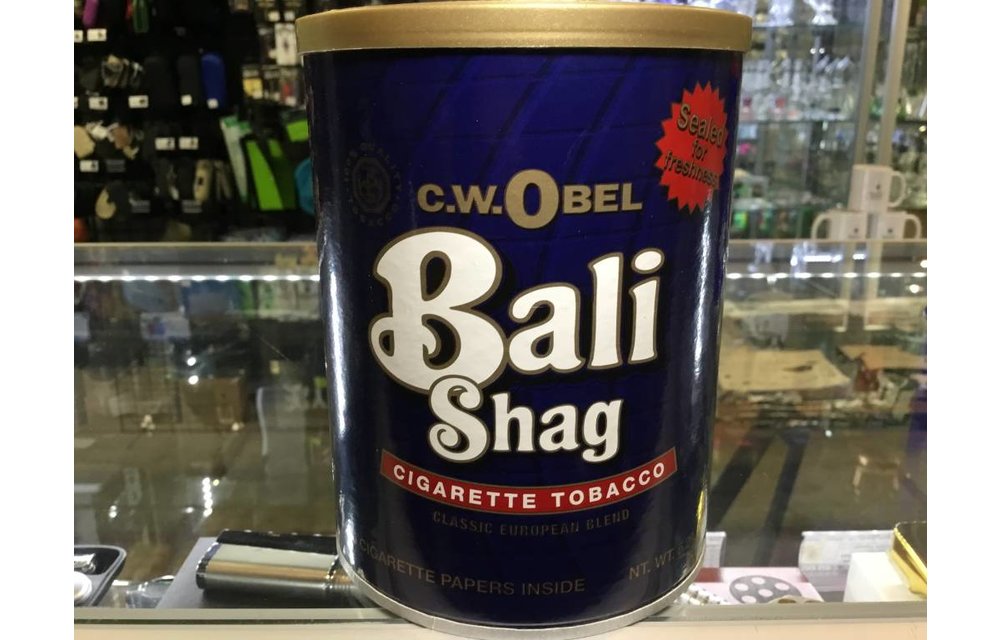 Sealed
for
freshness
C.W. OBEL
Bali
Shag
CIGARETTE TOBACCO
CLASSIC EUROPEAN BLEND
CIGARETTE PAPERS INSIDE
NT. WT.